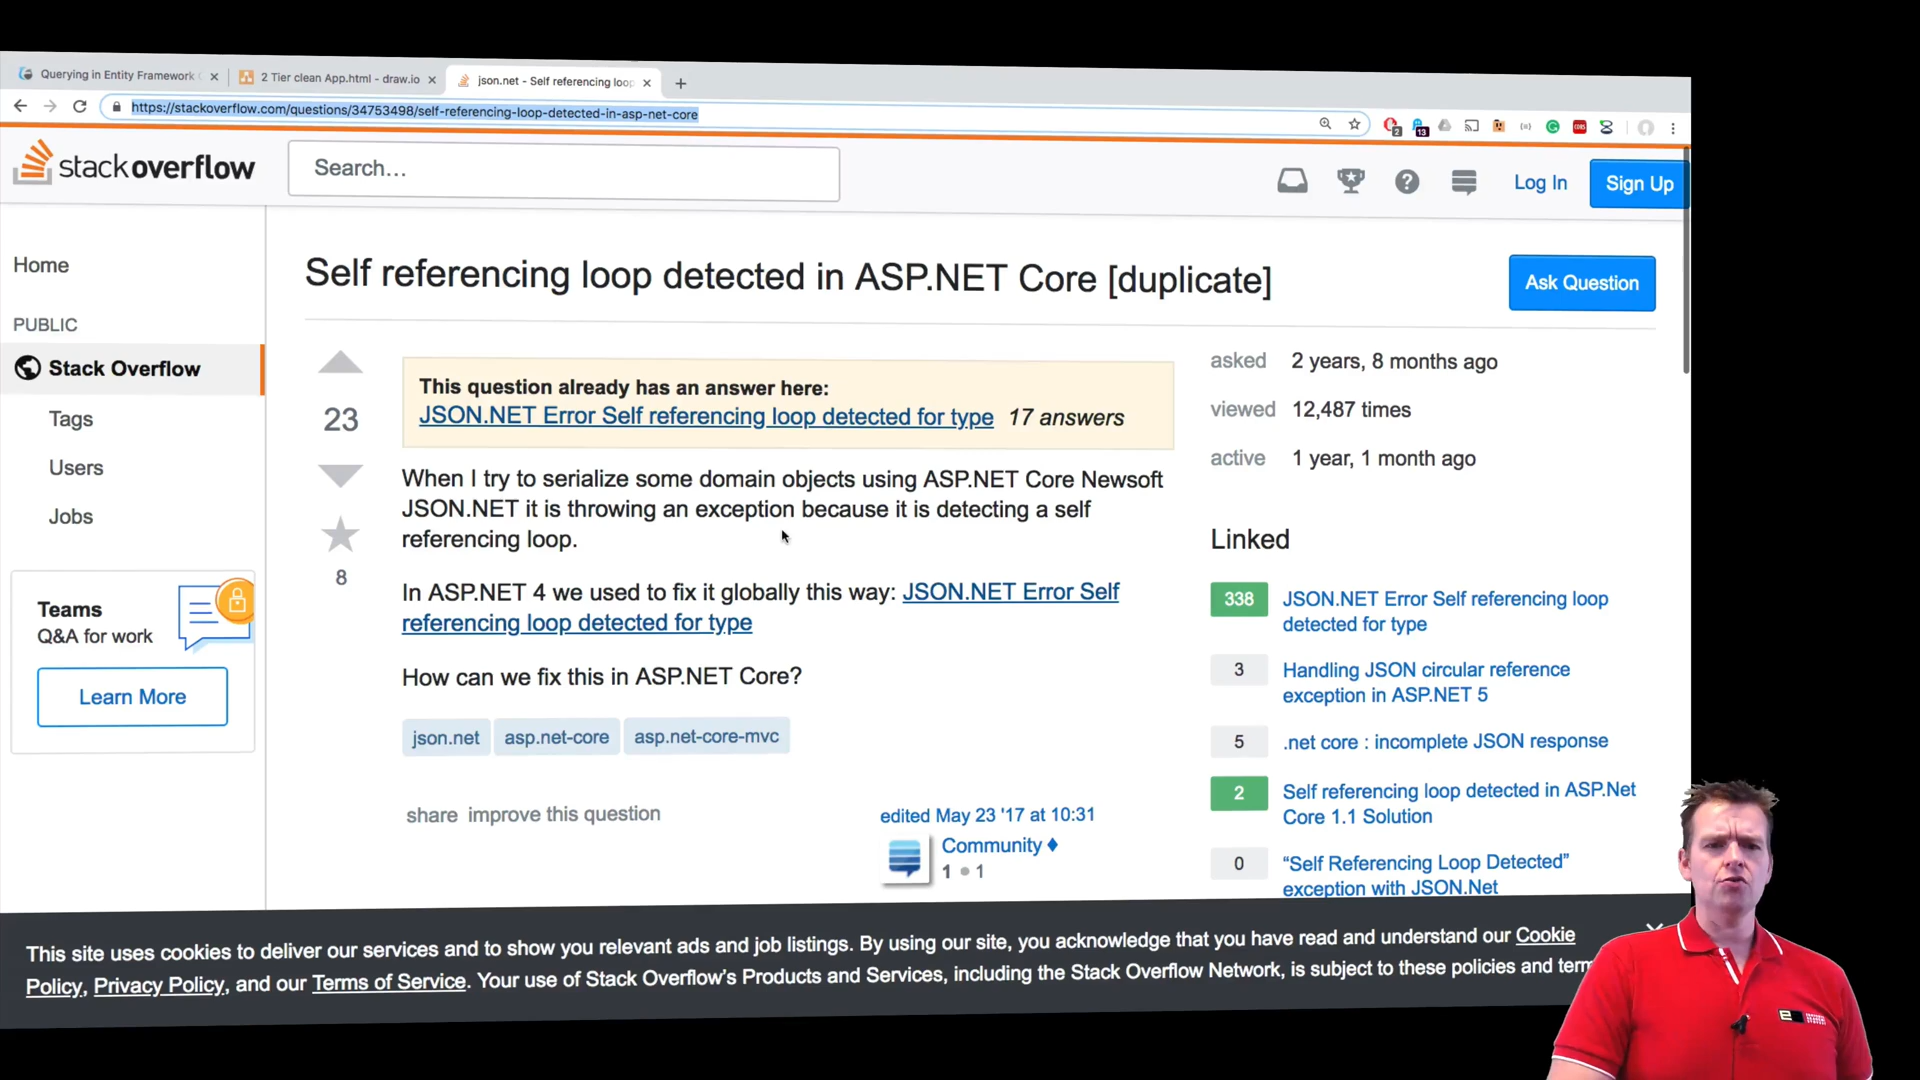 Querying in Entity Framework
2 Tier clean App.html - draw.io
json.net - Self referencing loop
https://stackoverflow.com/questions/34753498/self-referencing-loop-detected-in-asp-net-core
2
13
stackoverflow
Search...
Log In
Sign Up
Home
PUBLIC
Stack Overflow
Tags
Users
Jobs
Teams
Q&A for work
Learn More
Self referencing loop detected in ASP.NET Core [duplicate]
Ask Question
23
8
This question already has an answer here:
JSON.NET Error Self referencing loop detected for type 17 answers
When I try to serialize some domain objects using ASP.NET Core Newsoft
JSON.NET it is throwing an exception because it is detecting a self
referencing loop.
In ASP.NET 4 we used to fix it globally this way: JSON.NET Error Self
referencing loop detected for type
How can we fix this in ASP.NET Core?
json.net asp.net-core asp.net-core-mvc
share improve this question
edited May 23 '17 at 10:31
Community ♦
1 ● 1
asked 2 years, 8 months ago
viewed 12,487 times
active 1 year, 1 month ago
Linked
338 JSON.NET Error Self referencing loop
detected for type
3 Handling JSON circular reference
exception in ASP.NET 5
5 .net core : incomplete JSON response
2 Self referencing loop detected in ASP.Net
Core 1.1 Solution
0 “Self Referencing Loop Detected”
exception with JSON.Net
This site uses cookies to deliver our services and to show you relevant ads and job listings. By using our site, you acknowledge that you have read and understand our Cookie
Policy, Privacy Policy, and our Terms of Service. Your use of Stack Overflow's Products and Services, including the Stack Overflow Network, is subject to these policies and